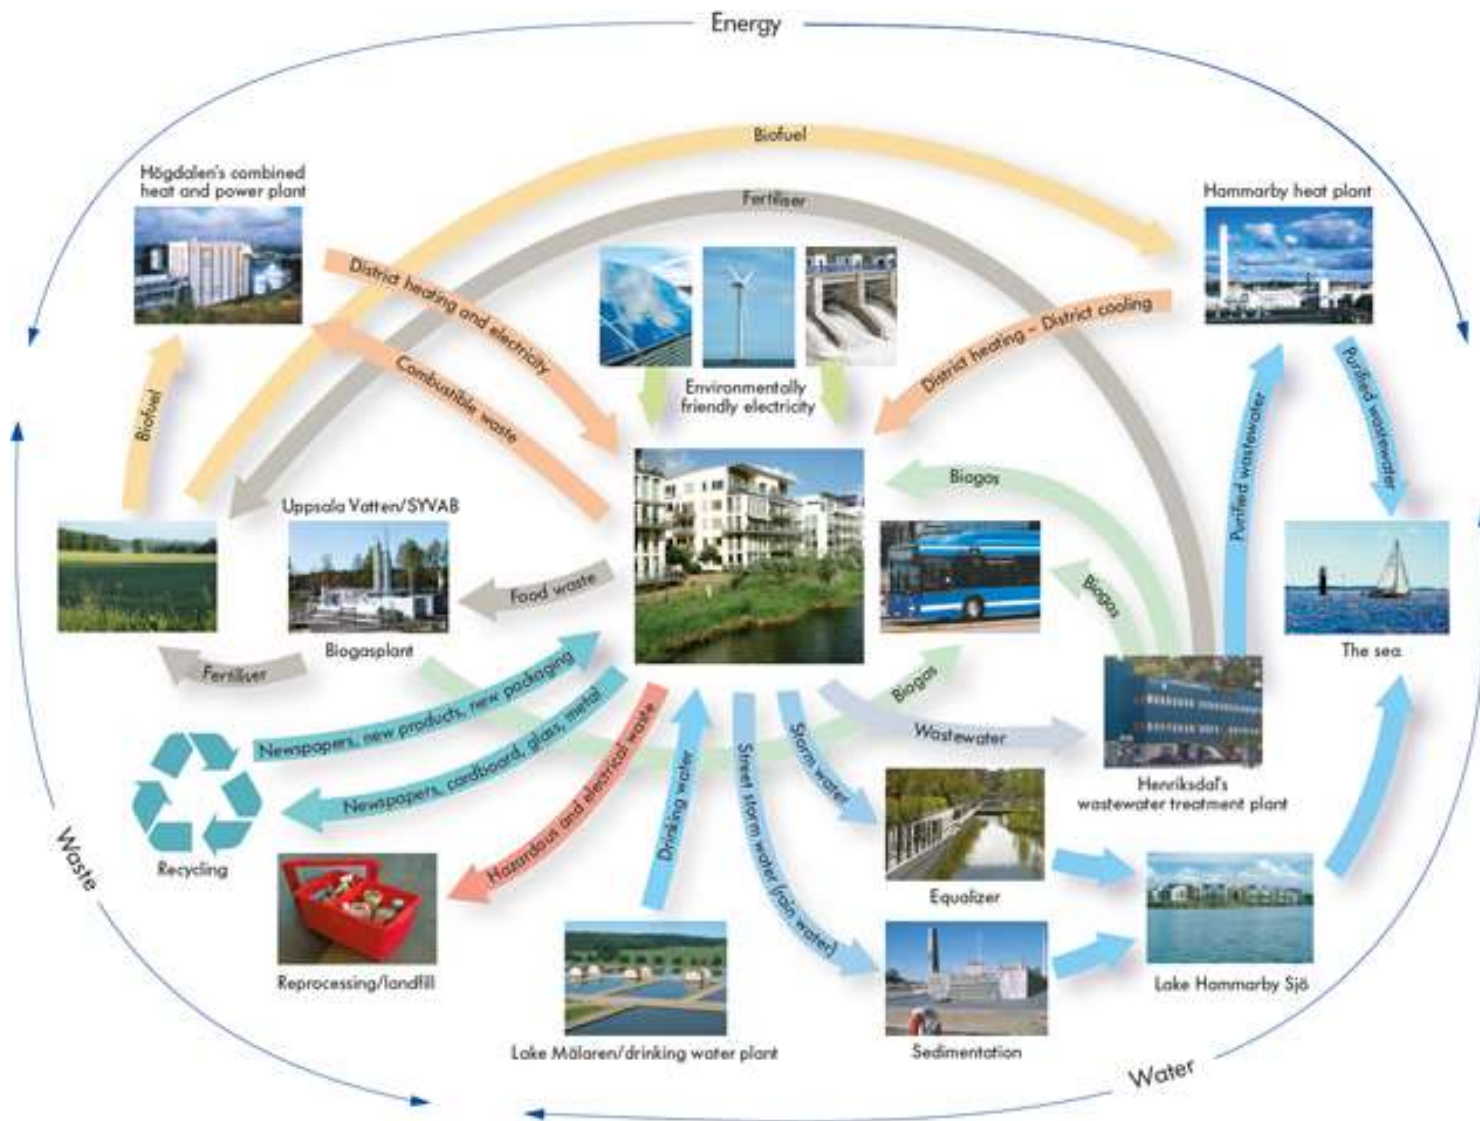 Energy
Biofuel
Högdalen's combined
heat and power plant
Fertiliser
Hammarby heat plant
District heating and electricity
District heating – District cooling
Combustible waste
Environmentally
friendly electricity
Purified wastewater
Purified wastewater
Biofuel
Biogas
Uppsala Vatten/SYVAB
Food waste
Biogas
Biogasplant
The sea
Fertiliser
Biogas
Newspapers, new products, new packaging
Newspapers, cardboard, glass, metal
Hazardous and electrical waste
Drinking water
Street storm water (rain water)
Storm water
Wastewater
Henriksdal's
wastewater treatment plant
Waste
Recycling
Equalizer
Reprocessing/landfill
Lake Hammarby Sjö
Lake Mälaren/drinking water plant
Sedimentation
Water